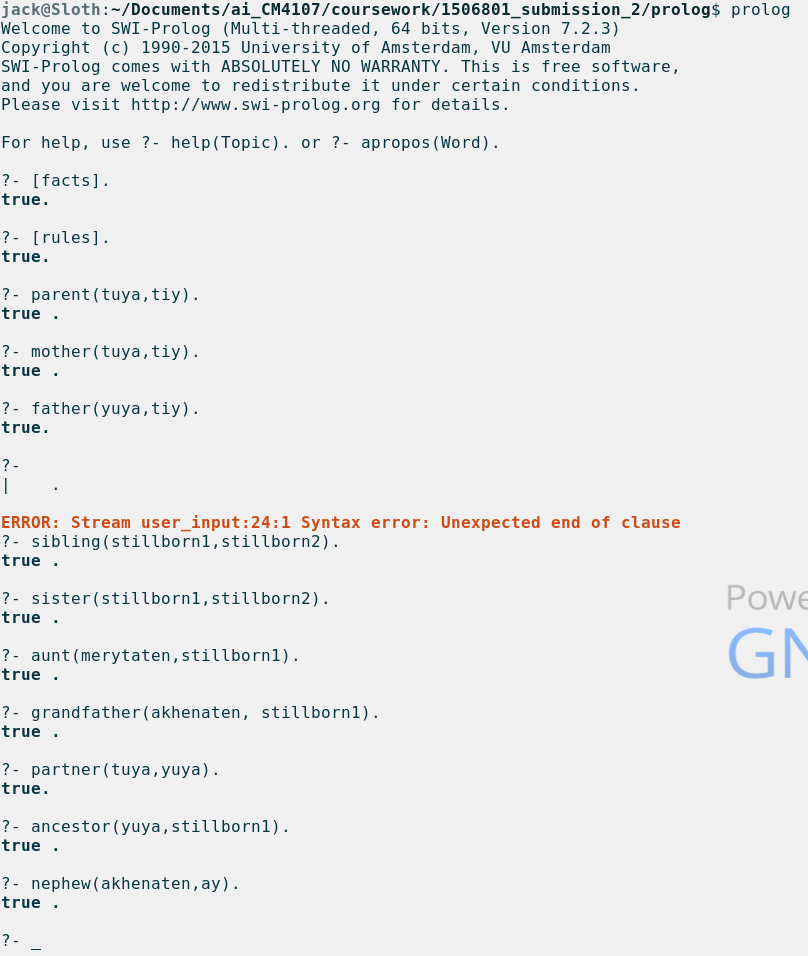 jack@Sloth:~/Documents/ai_CM4107/coursework/1506801_submission_2/prolog$ prolog
Welcome to SWI-Prolog (Multi-threaded, 64 bits, Version 7.2.3)
Copyright (c) 1990-2015 University of Amsterdam, VU Amsterdam
SWI-Prolog comes with ABSOLUTELY NO WARRANTY. This is free software,
and you are welcome to redistribute it under certain conditions.
Please visit http://www.swi-prolog.org for details.

For help, use ?- help(Topic). or ?- apropos(Word).

?- [facts].
true.

?- [rules].
true.

?- parent(tuya,tiy).
true .

?- mother(tuya,tiy).
true .

?- father(yuya,tiy).
true.

?-
|    .

ERROR: Stream user_input:24:1 Syntax error: Unexpected end of clause
?- sibling(stillborn1,stillborn2).
true .

?- sister(stillborn1,stillborn2).
true .

?- aunt(merytaten,stillborn1).
true .

?- grandfather(akhenaten, stillborn1).
true .

?- partner(tuya,yuya).
true.

?- ancestor(yuya,stillborn1).
true .

?- nephew(akhenaten,ay).
true .

?- _
Powe
GN